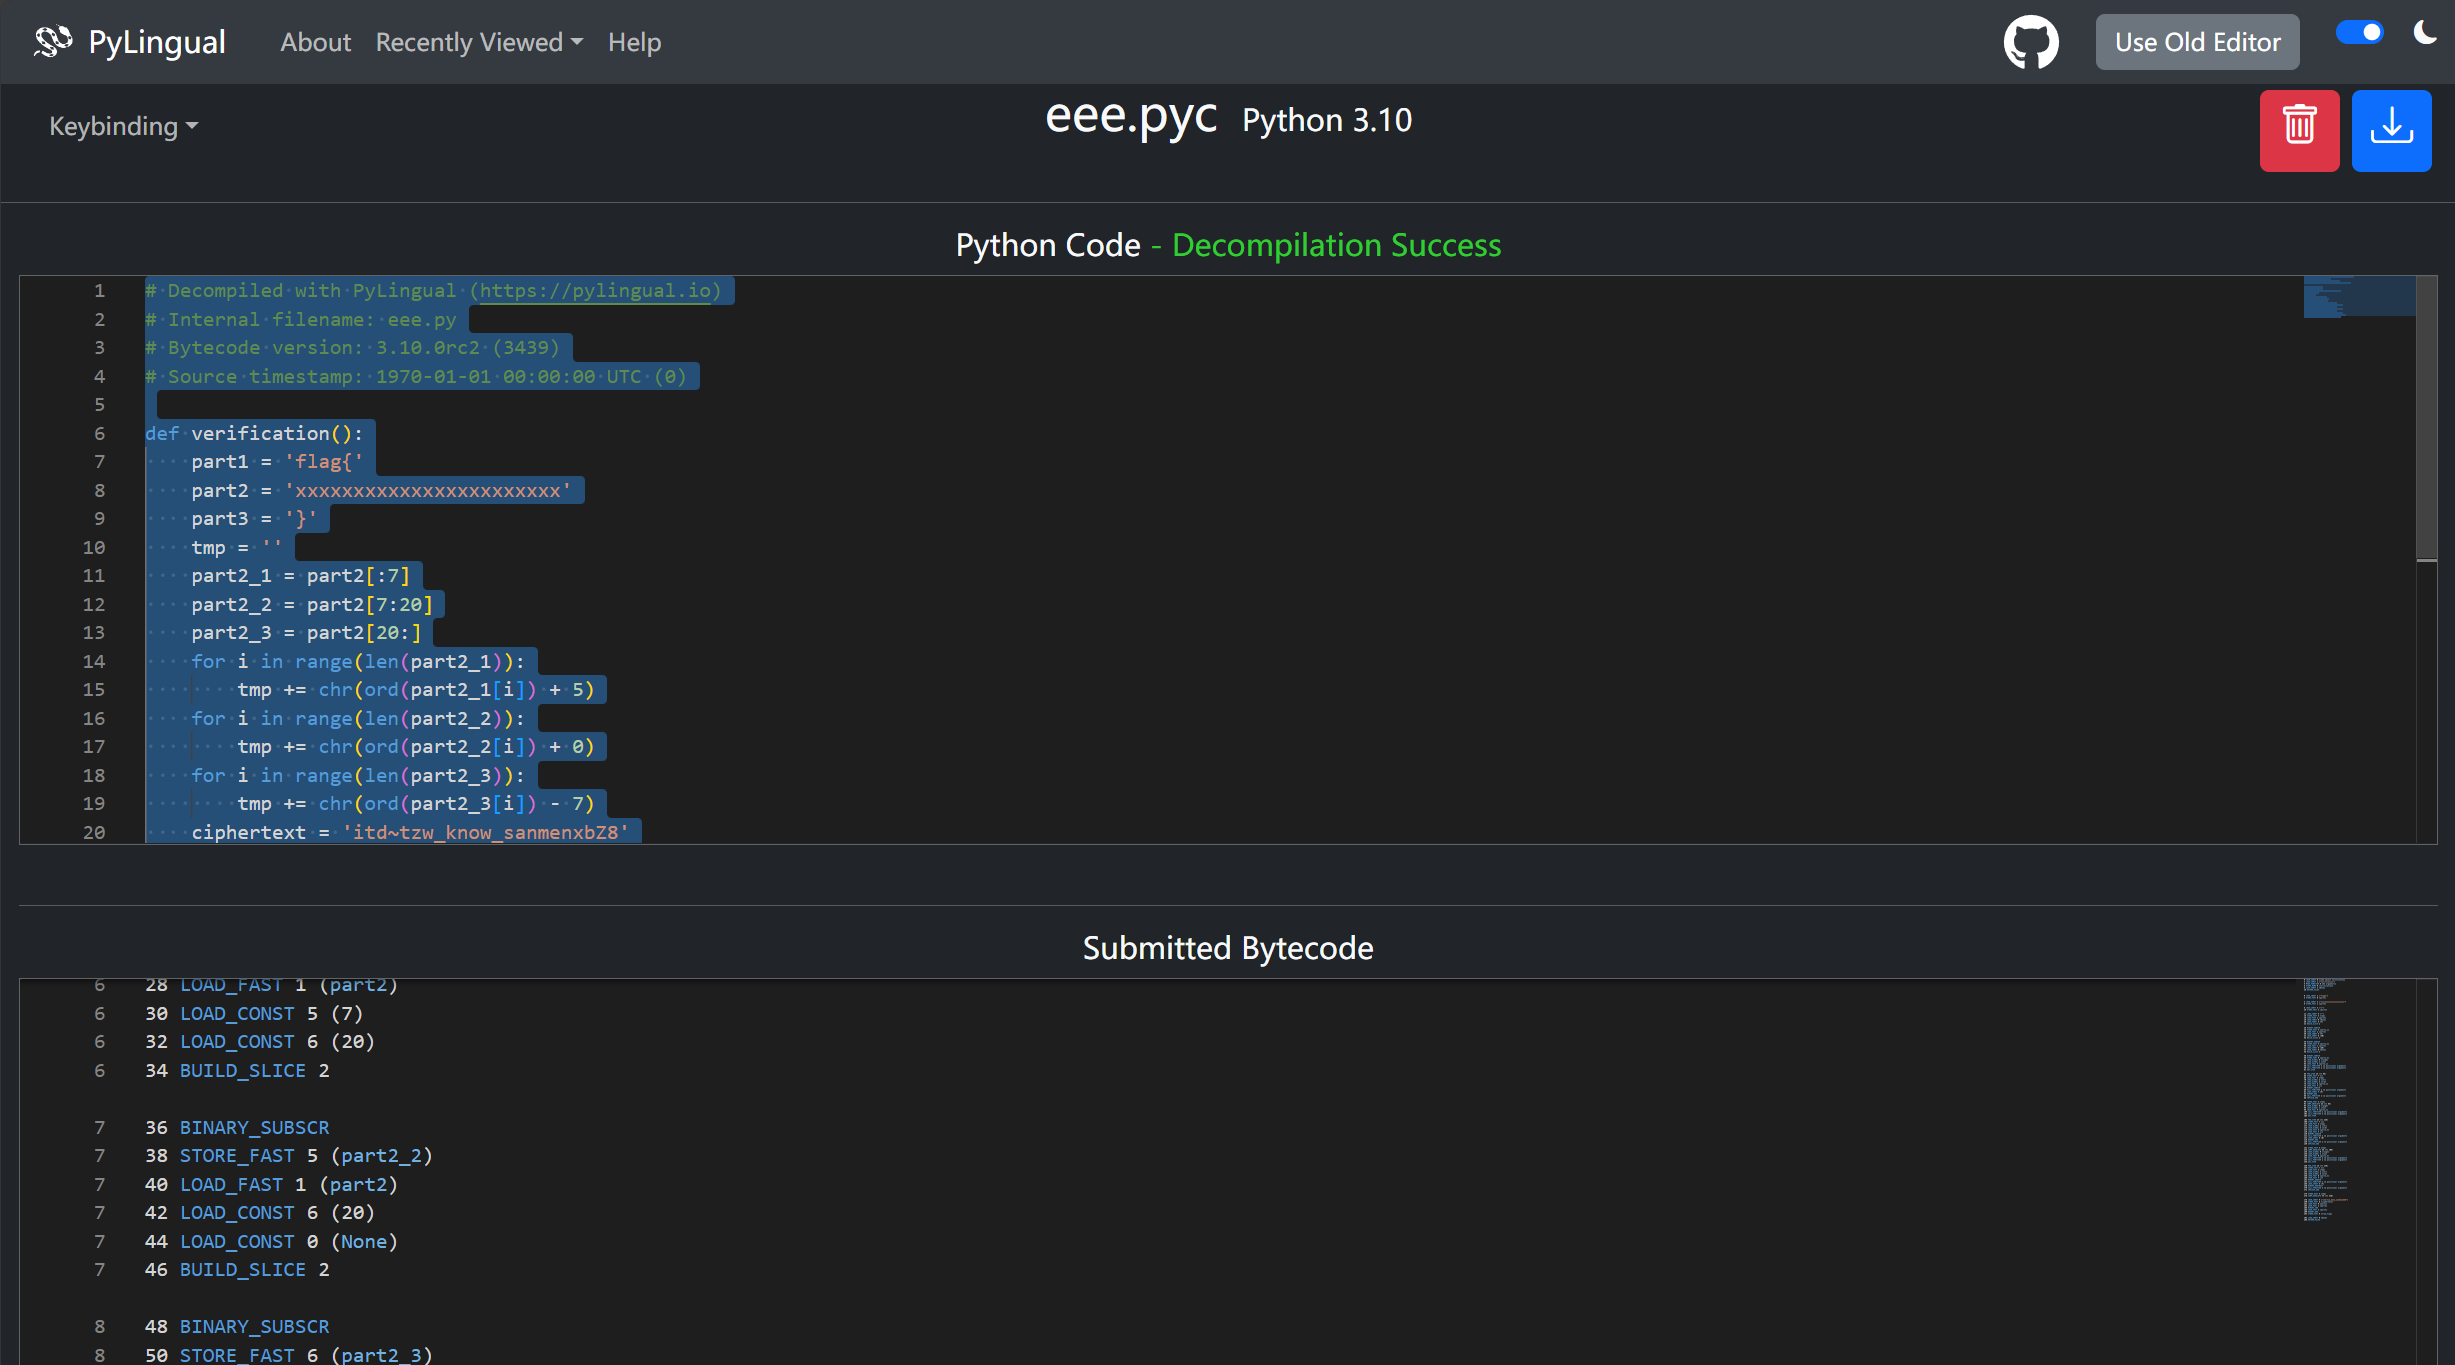 PyLingual About Recently Viewed Help Use Old Editor
Keybinding eee.pyc Python 3.10
Python Code - Decompilation Success
1 # Decompiled with PyLingual (https://pylingual.io)
2 # Internal filename: eee.py
3 # Bytecode version: 3.10.0rc2 (3439)
4 # Source timestamp: 1970-01-01 00:00:00 UTC (0)
5
6 def verification():
7     part1 = 'flag{'
8     part2 = 'xxxxxxxxxxxxxxxxxxxxxxx'
9     part3 = '}'
10     tmp = ''
11     part2_1 = part2[:7]
12     part2_2 = part2[7:20]
13     part2_3 = part2[20:]
14     for i in range(len(part2_1)):
15         tmp += chr(ord(part2_1[i]) + 5)
16     for i in range(len(part2_2)):
17         tmp += chr(ord(part2_2[i]) + 0)
18     for i in range(len(part2_3)):
19         tmp += chr(ord(part2_3[i]) - 7)
20     ciphertext = 'itd~tzw_know_sanmenxbZ8'
Submitted Bytecode
6 28 LOAD_FAST 1 (part2)
6 30 LOAD_CONST 5 (7)
6 32 LOAD_CONST 6 (20)
6 34 BUILD_SLICE 2
7 36 BINARY_SUBSCR
7 38 STORE_FAST 5 (part2_2)
7 40 LOAD_FAST 1 (part2)
7 42 LOAD_CONST 6 (20)
7 44 LOAD_CONST 0 (None)
7 46 BUILD_SLICE 2
8 48 BINARY_SUBSCR
8 50 STORE_FAST 6 (part2_3)